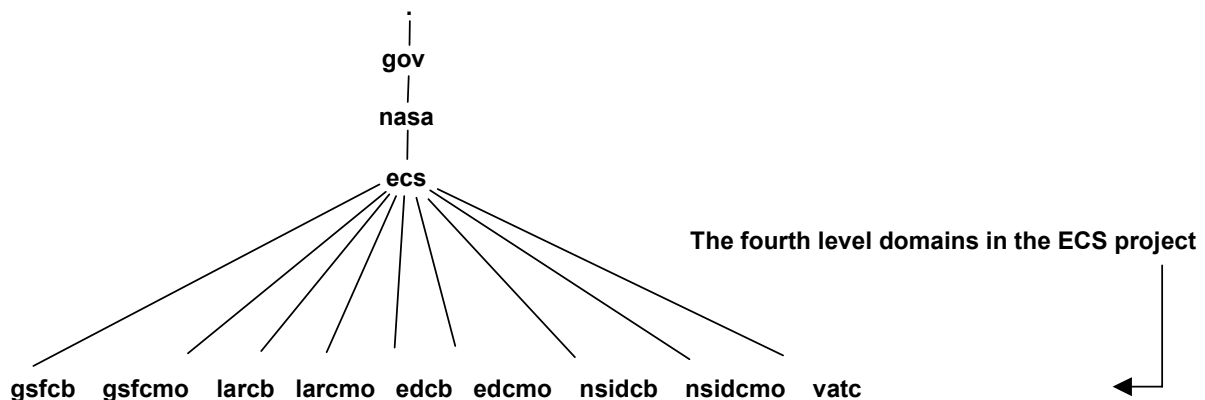 .
gov
nasa
ecs
The fourth level domains in the ECS project
gsfcb gsfcmo larcb larcmo edcb edcmo nsidcb nsidcmo vatc